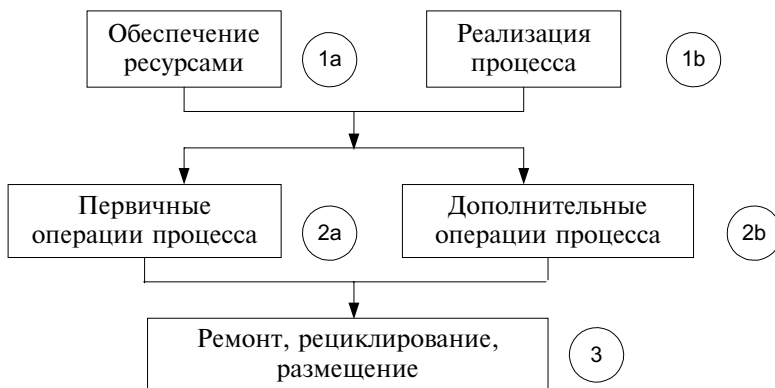 Обеспечение
ресурсами
1a
Реализация
процесса
1b
Первичные
операции процесса
2a
Дополнительные
операции процесса
2b
Ремонт, рециклирование,
размещение
3